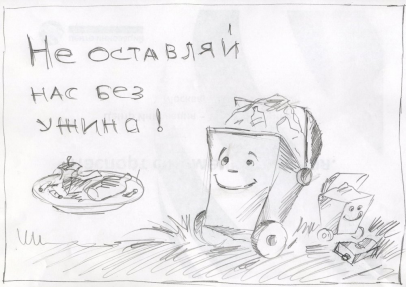 Не оставляй
нас без
ужина!